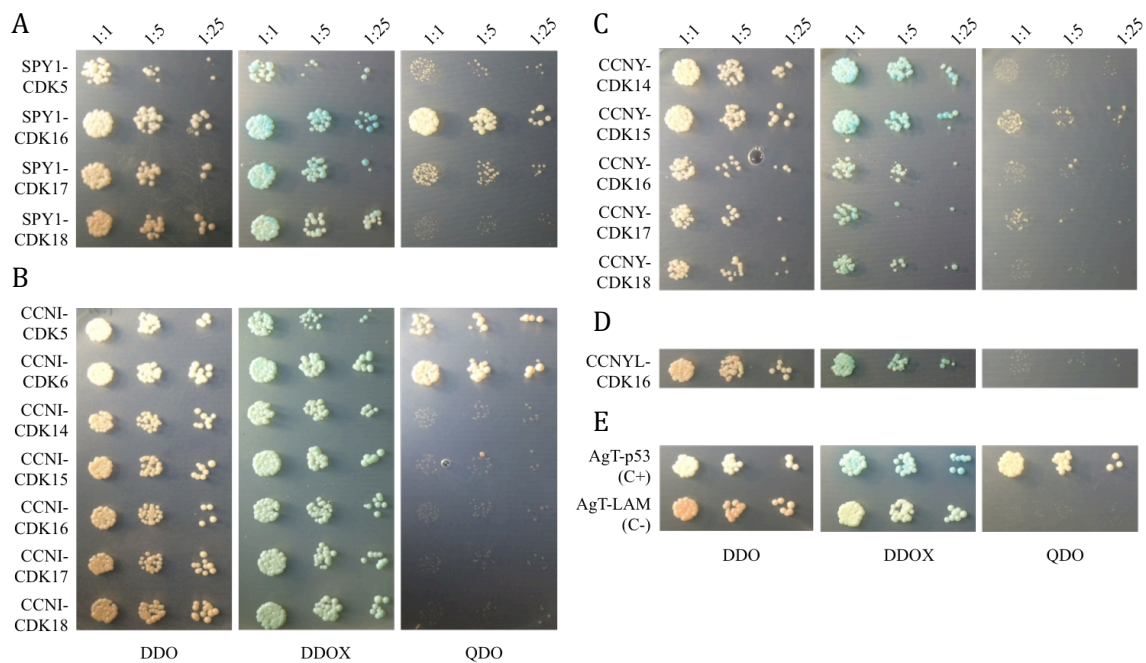 A
1:1 1:5 1:25 1:1 1:5 1:25 1:1 1:5 1:25
SPY1-
CDK5
SPY1-
CDK16
SPY1-
CDK17
SPY1-
CDK18
B
CCNI-
CDK5
CCNI-
CDK6
CCNI-
CDK14
CCNI-
CDK15
CCNI-
CDK16
CCNI-
CDK17
CCNI-
CDK18
DDO DDOX QDO
C
1:1 1:5 1:25 1:1 1:5 1:25 1:1 1:5 1:25
CCNY-
CDK14
CCNY-
CDK15
CCNY-
CDK16
CCNY-
CDK17
CCNY-
CDK18
D
CCNYL-
CDK16
E
AgT-p53
(C+)
AgT-LAM
(C-)
DDO DDOX QDO